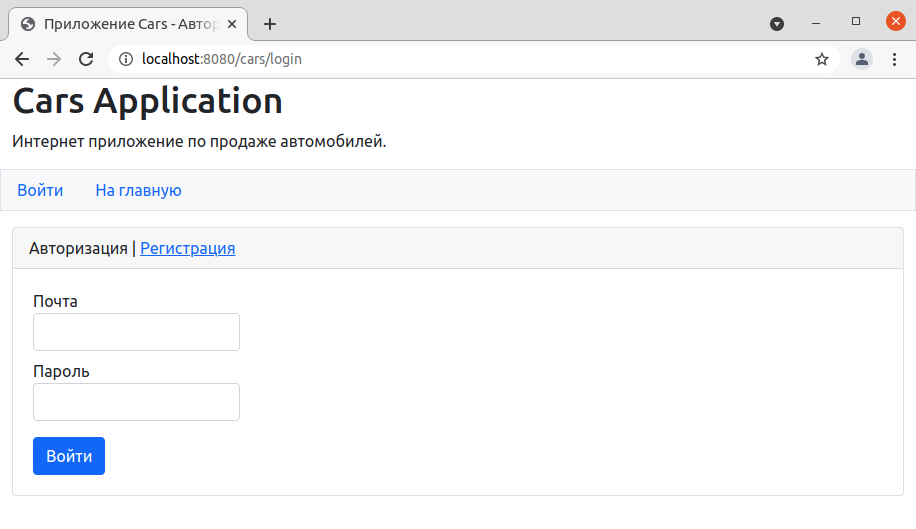 Приложение Cars - Автор
localhost:8080/cars/login
Cars Application
Интернет приложение по продаже автомобилей.
Войти На главную
Авторизация | Регистрация
Почта
Пароль
Войти